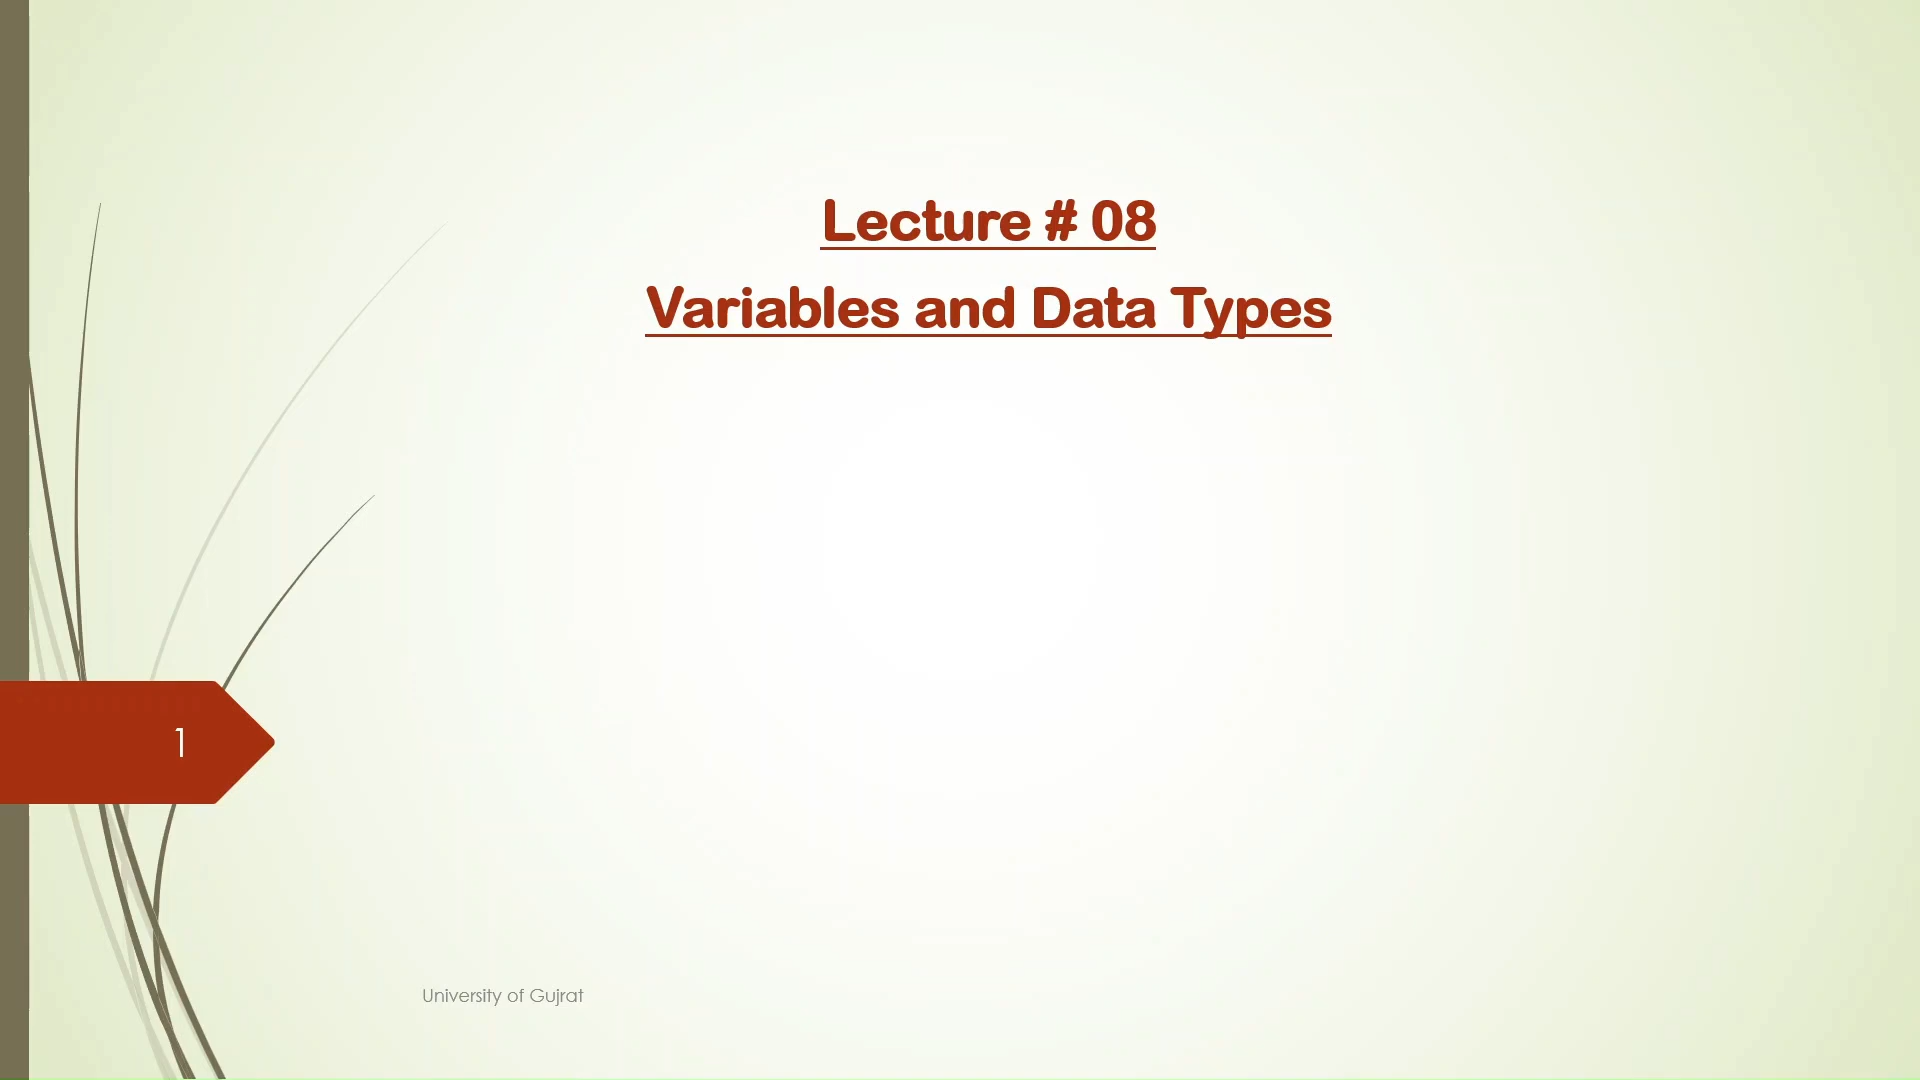 Lecture # 08
Variables and Data Types
1
University of Gujrat